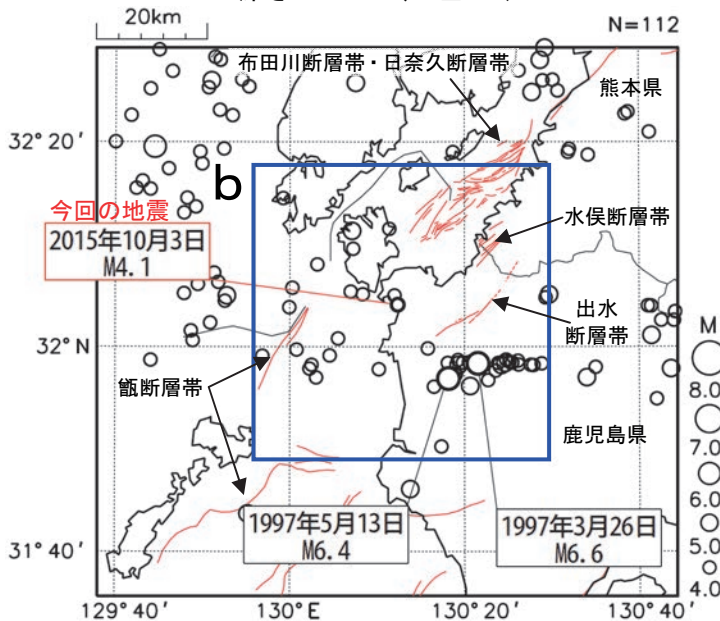 20km
N=112
布田川断層帯・日奈久断層帯
熊本県
32°20′
b
今回の地震
2015年10月3日
M4.1
水俣断層帯
出水
断層帯
32°N
M
甑断層帯
8.0
鹿児島県
7.0
6.0
1997年5月13日
M6.4
1997年3月26日
M6.6
5.0
31°40′
4.0
129°40′
130°E
130°20′
130°40′